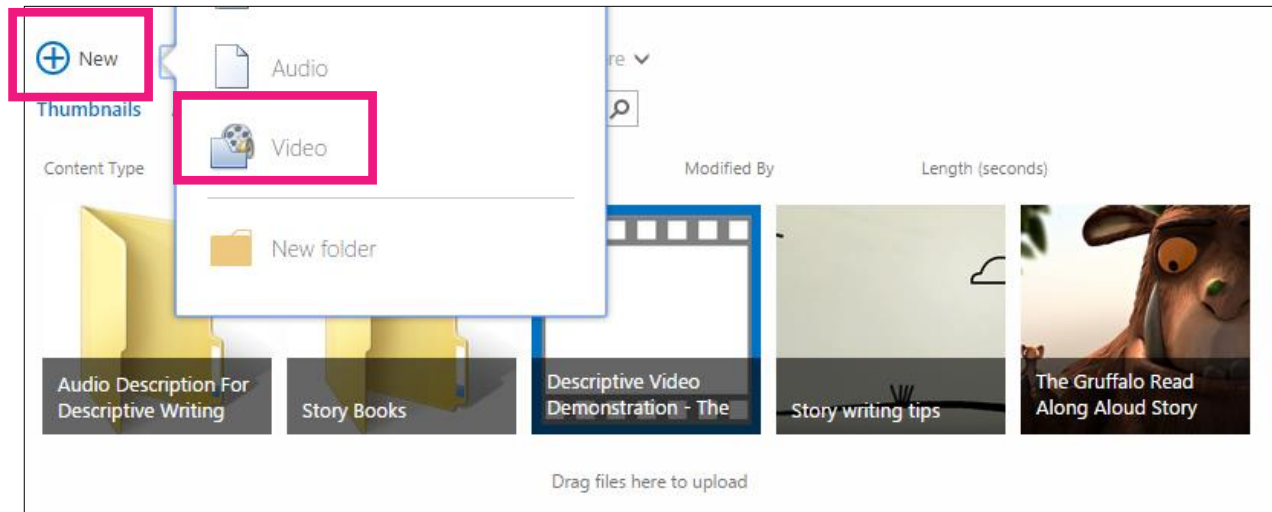 New
Audio
re
Thumbnails
Video
Content Type
Modified By
Length (seconds)
New folder
Audio Description For
Descriptive Writing
Story Books
Descriptive Video
Demonstration - The
Story writing tips
The Gruffalo Read
Along Aloud Story
Drag files here to upload